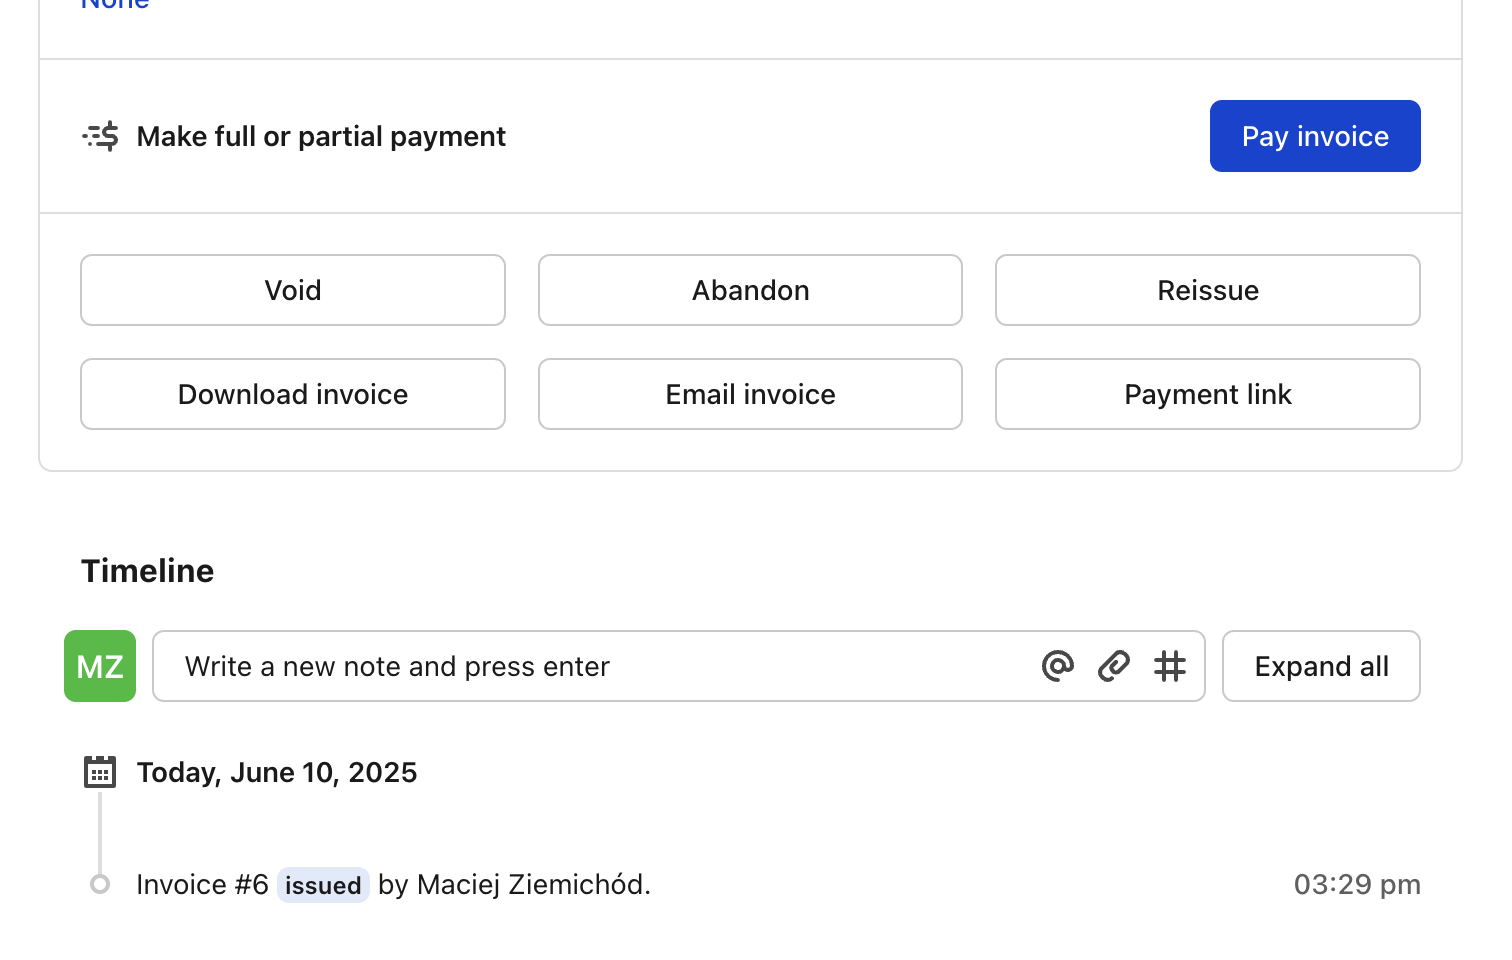 None
Make full or partial payment
Pay invoice
Void
Abandon
Reissue
Download invoice
Email invoice
Payment link
Timeline
MZ
Write a new note and press enter
Expand all
Today, June 10, 2025
Invoice #6 issued by Maciej Ziemichód.
03:29 pm